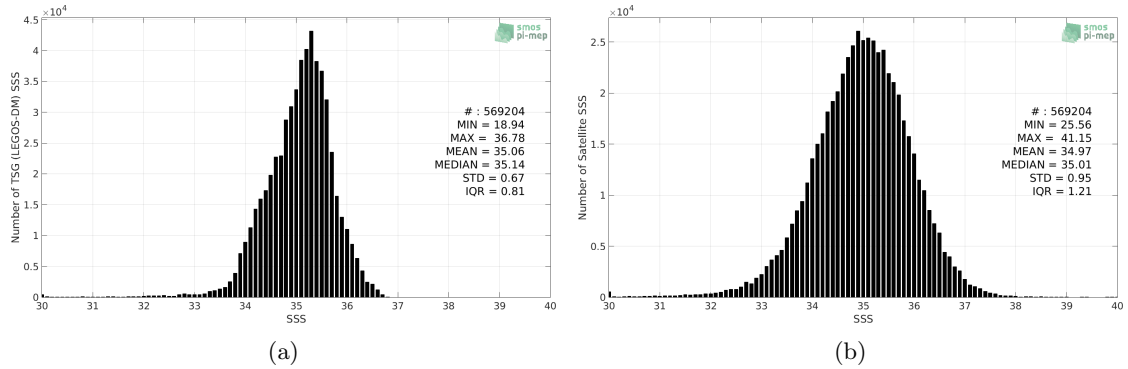 ×10⁴
4.5
4
3.5
3
2.5
2
1.5
1
0.5
0
Number of TSG (LEGOS-DM) SSS
smos
pi-mep
# : 569204
MIN = 18.94
MAX = 36.78
MEAN = 35.06
MEDIAN = 35.14
STD = 0.67
IQR = 0.81
30 31 32 33 34 35 36 37 38 39 40
SSS
(a)
×10⁴
2.5
2
1.5
1
0.5
0
Number of Satellite SSS
smos
pi-mep
# : 569204
MIN = 25.56
MAX = 41.15
MEAN = 34.97
MEDIAN = 35.01
STD = 0.95
IQR = 1.21
30 31 32 33 34 35 36 37 38 39 40
SSS
(b)